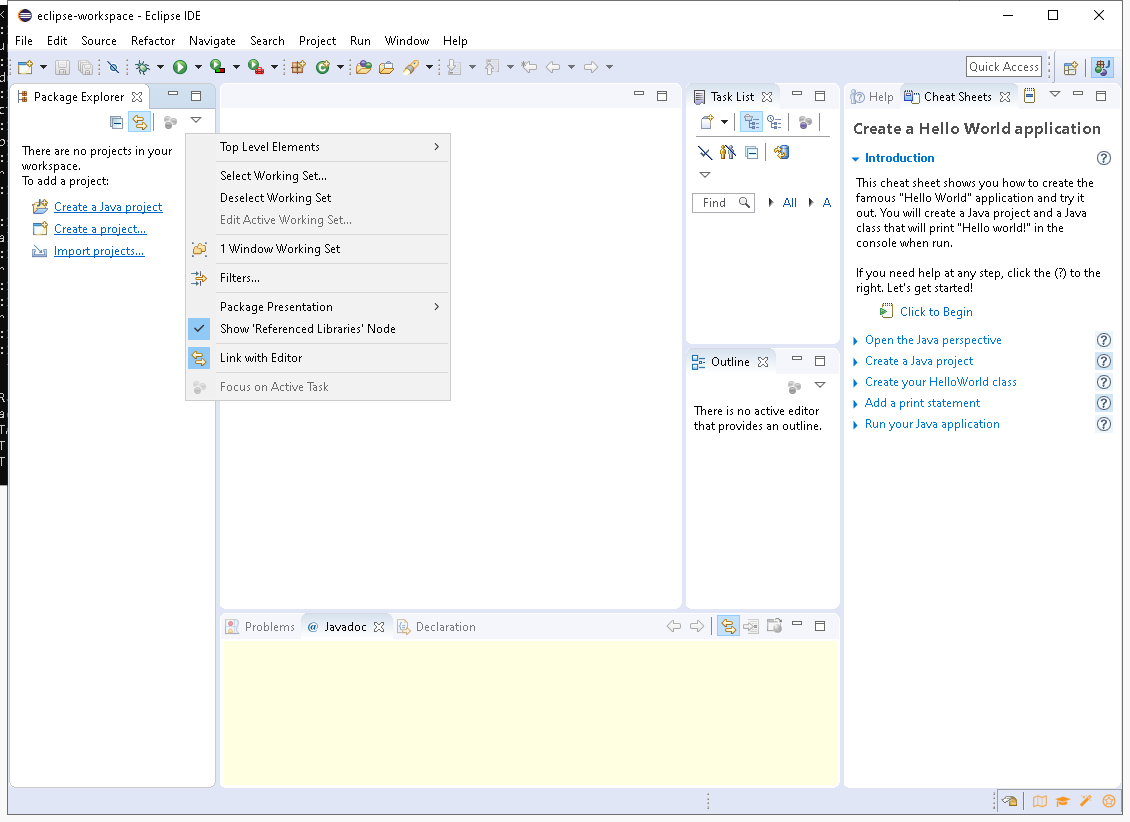 eclipse-workspace - Eclipse IDE
File Edit Source Refactor Navigate Search Project Run Window Help
Quick Access
Package Explorer
There are no projects in your
workspace.
To add a project:
Create a Java project
Create a project...
Import projects...
Top Level Elements
Select Working Set...
Deselect Working Set
Edit Active Working Set...
1 Window Working Set
Filters...
Package Presentation
Show 'Referenced Libraries' Node
Link with Editor
Focus on Active Task
Task List
Find All A
Outline
There is no active editor
that provides an outline.
Help Cheat Sheets
Create a Hello World application
Introduction
This cheat sheet shows you how to create the
famous "Hello World" application and try it
out. You will create a Java project and a Java
class that will print "Hello world!" in the
console when run.
If you need help at any step, click the (?) to the
right. Let's get started!
Click to Begin
Open the Java perspective
Create a Java project
Create your HelloWorld class
Add a print statement
Run your Java application
Problems @ Javadoc Declaration